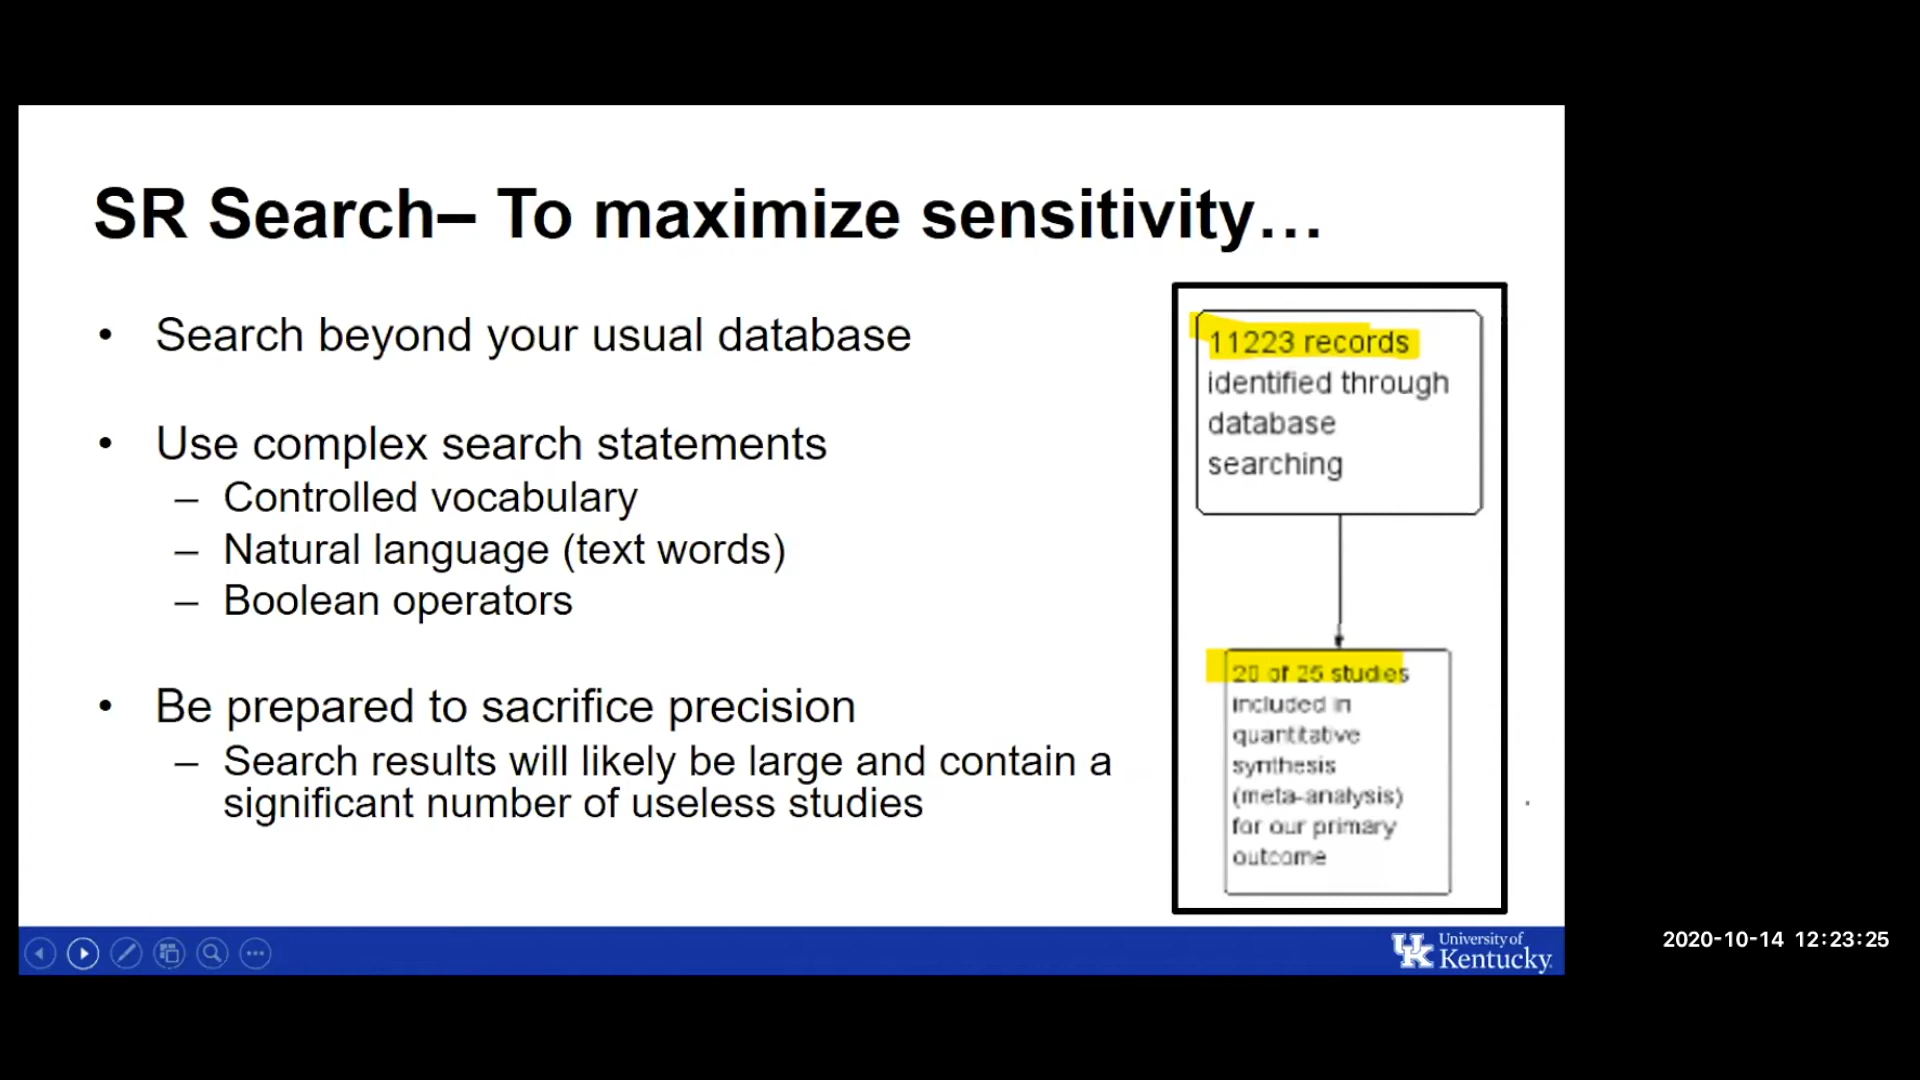 SR Search– To maximize sensitivity…
• Search beyond your usual database
• Use complex search statements
– Controlled vocabulary
– Natural language (text words)
– Boolean operators
• Be prepared to sacrifice precision
– Search results will likely be large and contain a
significant number of useless studies
11223 records
identified through
database
searching
20 of 25 studies
included in
quantitative
synthesis
(meta-analysis)
for our primary
outcome
University of
Kentucky
2020-10-14 12:23:25